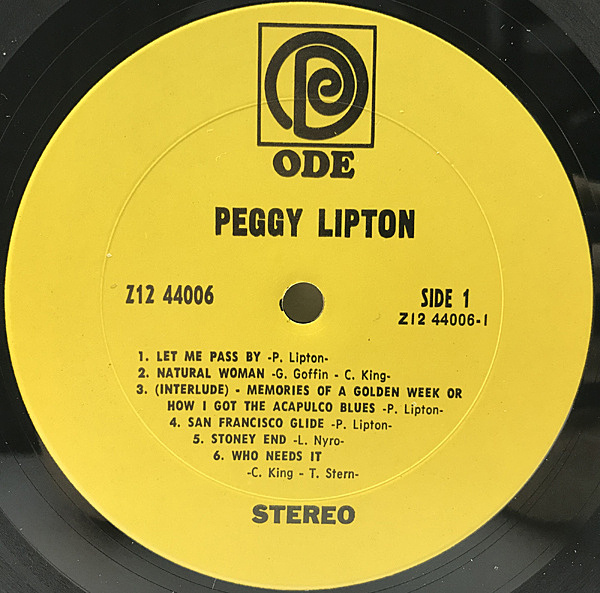 ODE
PEGGY LIPTON
Z12 44006
SIDE 1
Z12 44006-1
1. LET ME PASS BY -P. Lipton-
2. NATURAL WOMAN -G. Goffin - C. King-
3. (INTERLUDE) - MEMORIES OF A GOLDEN WEEK OR
HOW I GOT THE ACAPULCO BLUES -P. Lipton-
4. SAN FRANCISCO GLIDE -P. Lipton-
5. STONEY END -L. Nyro-
6. WHO NEEDS IT
-C. King - T. Stern-
STEREO